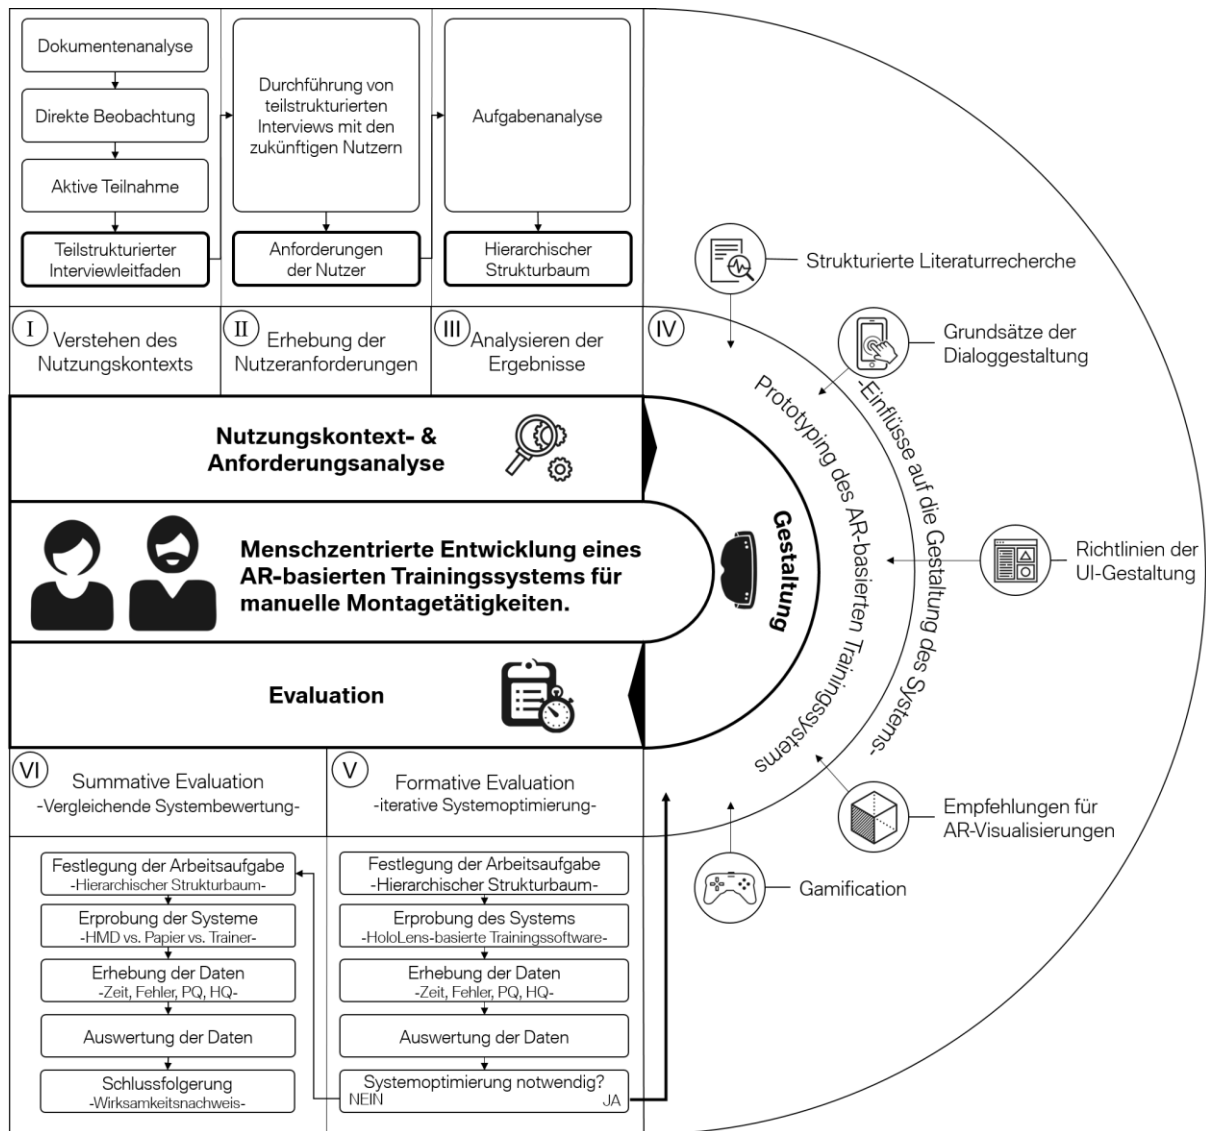 Dokumentenanalyse
Direkte Beobachtung
Aktive Teilnahme
Teilstrukturierter
Interviewleitfaden
Durchführung von
teilstrukturierten
Interviews mit den
zukünftigen Nutzern
Anforderungen
der Nutzer
Aufgabenanalyse
Hierarchischer
Strukturbaum
I
Verstehen des
Nutzungskontexts
II
Erhebung der
Nutzeranforderungen
III
Analysieren der
Ergebnisse
IV
Strukturierte Literaturrecherche
Grundsätze der
Dialoggestaltung
Richtlinien der
UI-Gestaltung
Empfehlungen für
AR-Visualisierungen
Gamification
-Einflüsse auf die Gestaltung des Systems-
Prototyping des AR-basierten Trainingssystems
Gestaltung
Nutzungskontext- &
Anforderungsanalyse
Menschzentrierte Entwicklung eines
AR-basierten Trainingssystems für
manuelle Montagetätigkeiten.
Evaluation
VI
Summative Evaluation
-Vergleichende Systembewertung-
V
Formative Evaluation
-iterative Systemoptimierung-
Festlegung der Arbeitsaufgabe
-Hierarchischer Strukturbaum-
Erprobung der Systeme
-HMD vs. Papier vs. Trainer-
Erhebung der Daten
-Zeit, Fehler, PQ, HQ-
Auswertung der Daten
Schlussfolgerung
-Wirksamkeitsnachweis-
Festlegung der Arbeitsaufgabe
-Hierarchischer Strukturbaum-
Erprobung des Systems
-HoloLens-basierte Trainingssoftware-
Erhebung der Daten
-Zeit, Fehler, PQ, HQ-
Auswertung der Daten
Systemoptimierung notwendig?
NEIN JA